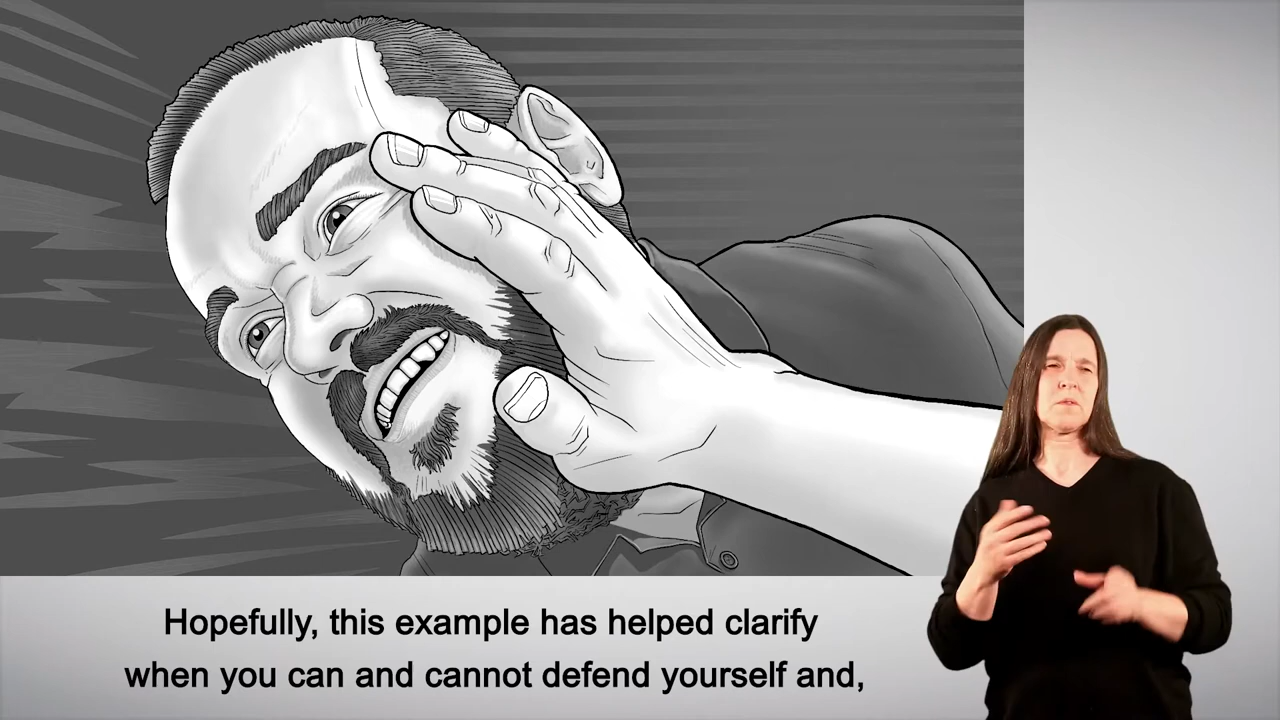 Hopefully, this example has helped clarify
when you can and cannot defend yourself and,